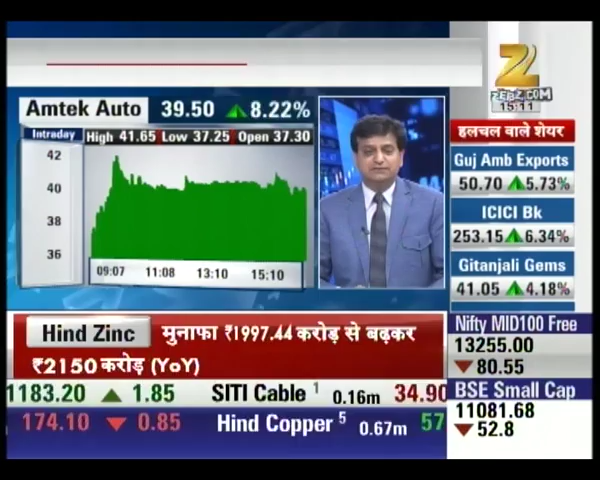 Z
ZEEBIZ.COM
15:11
Amtek Auto 39.50 8.22%
Intraday High 41.65 Low 37.25 Open 37.30
42
40
38
36
09:07 11:08 13:10 15:10
हलचल वाले शेयर
Guj Amb Exports
50.70 5.73%
ICICI Bk
253.15 6.34%
Gitanjali Gems
41.05 4.18%
Hind Zinc मुनाफा ₹1997.44 करोड़ से बढ़कर
₹2150 करोड़ (YoY)
Nifty MID100 Free
13255.00
80.55
BSE Small Cap
11081.68
52.8
1183.20 1.85 SITI Cable 1 0.16m 34.90
174.10 0.85 Hind Copper 5 0.67m 57